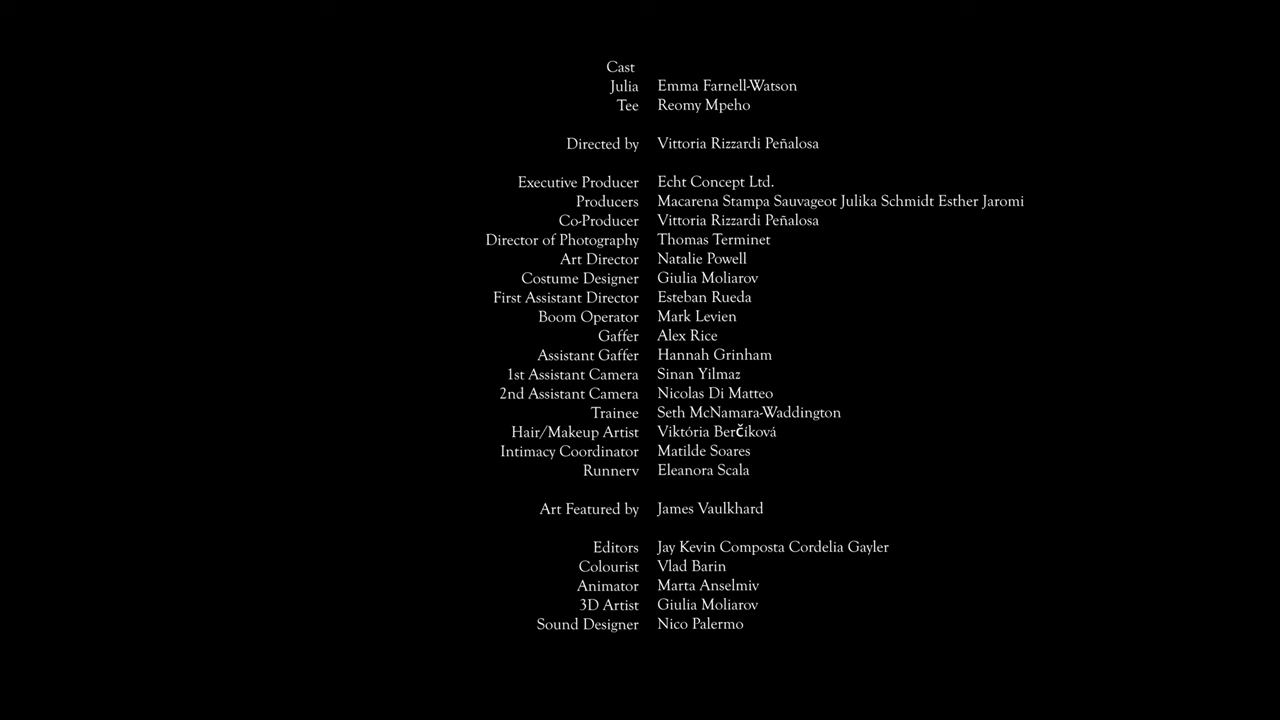 Cast
Julia Emma Farnell-Watson
Tee Reomy Mpeho
Directed by Vittoria Rizzardi Peñalosa
Executive Producer Echt Concept Ltd.
Producers Macarena Stampa Sauvageot Julika Schmidt Esther Jaromi
Co-Producer Vittoria Rizzardi Peñalosa
Director of Photography Thomas Terminet
Art Director Natalie Powell
Costume Designer Giulia Moliarov
First Assistant Director Esteban Rueda
Boom Operator Mark Levien
Gaffer Alex Rice
Assistant Gaffer Hannah Grinham
1st Assistant Camera Sinan Yilmaz
2nd Assistant Camera Nicolas Di Matteo
Trainee Seth McNamara-Waddington
Hair/Makeup Artist Viktória Berčíková
Intimacy Coordinator Matilde Soares
Runnerv Eleanora Scala
Art Featured by James Vaulkhard
Editors Jay Kevin Composta Cordelia Gayler
Colourist Vlad Barin
Animator Marta Anselmiv
3D Artist Giulia Moliarov
Sound Designer Nico Palermo